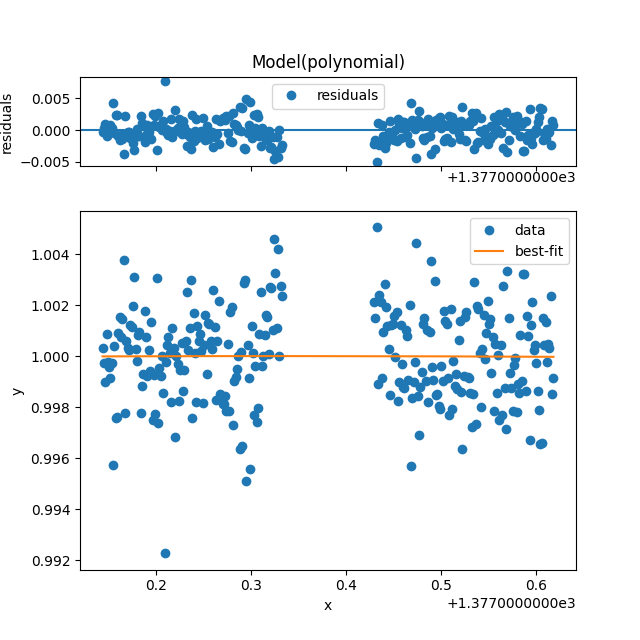 Model(polynomial)
residuals
0.005
0.000
−0.005
residuals
+1.3770000000e3
y
1.004
1.002
1.000
0.998
0.996
0.994
0.992
data
best-fit
0.2 0.3 0.4 0.5 0.6
x +1.3770000000e3